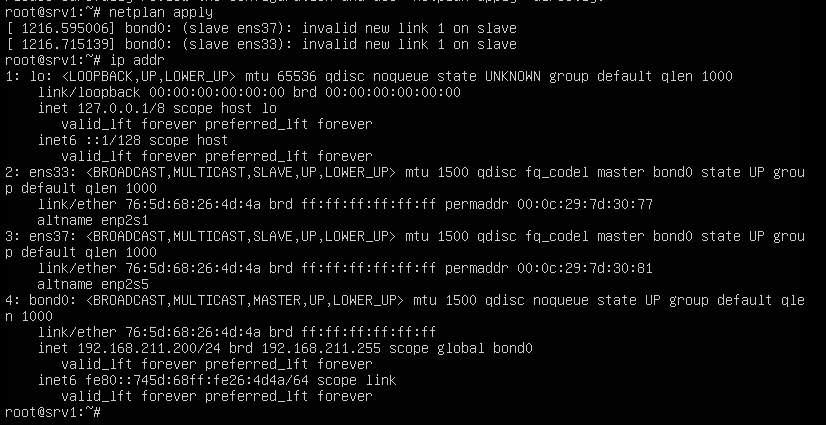 root@srv1:~# netplan apply
[ 1216.595006] bond0: (slave ens37): invalid new link 1 on slave
[ 1216.715139] bond0: (slave ens33): invalid new link 1 on slave
root@srv1:~# ip addr
1: lo: <LOOPBACK,UP,LOWER_UP> mtu 65536 qdisc noqueue state UNKNOWN group default qlen 1000
    link/loopback 00:00:00:00:00:00 brd 00:00:00:00:00:00
    inet 127.0.0.1/8 scope host lo
       valid_lft forever preferred_lft forever
    inet6 ::1/128 scope host
       valid_lft forever preferred_lft forever
2: ens33: <BROADCAST,MULTICAST,SLAVE,UP,LOWER_UP> mtu 1500 qdisc fq_codel master bond0 state UP grou
p default qlen 1000
    link/ether 76:5d:68:26:4d:4a brd ff:ff:ff:ff:ff:ff permaddr 00:0c:29:7d:30:77
    altname enp2s1
3: ens37: <BROADCAST,MULTICAST,SLAVE,UP,LOWER_UP> mtu 1500 qdisc fq_codel master bond0 state UP grou
p default qlen 1000
    link/ether 76:5d:68:26:4d:4a brd ff:ff:ff:ff:ff:ff permaddr 00:0c:29:7d:30:81
    altname enp2s5
4: bond0: <BROADCAST,MULTICAST,MASTER,UP,LOWER_UP> mtu 1500 qdisc noqueue state UP group default qle
n 1000
    link/ether 76:5d:68:26:4d:4a brd ff:ff:ff:ff:ff:ff
    inet 192.168.211.200/24 brd 192.168.211.255 scope global bond0
       valid_lft forever preferred_lft forever
    inet6 fe80::745d:68ff:fe26:4d4a/64 scope link
       valid_lft forever preferred_lft forever
root@srv1:~#